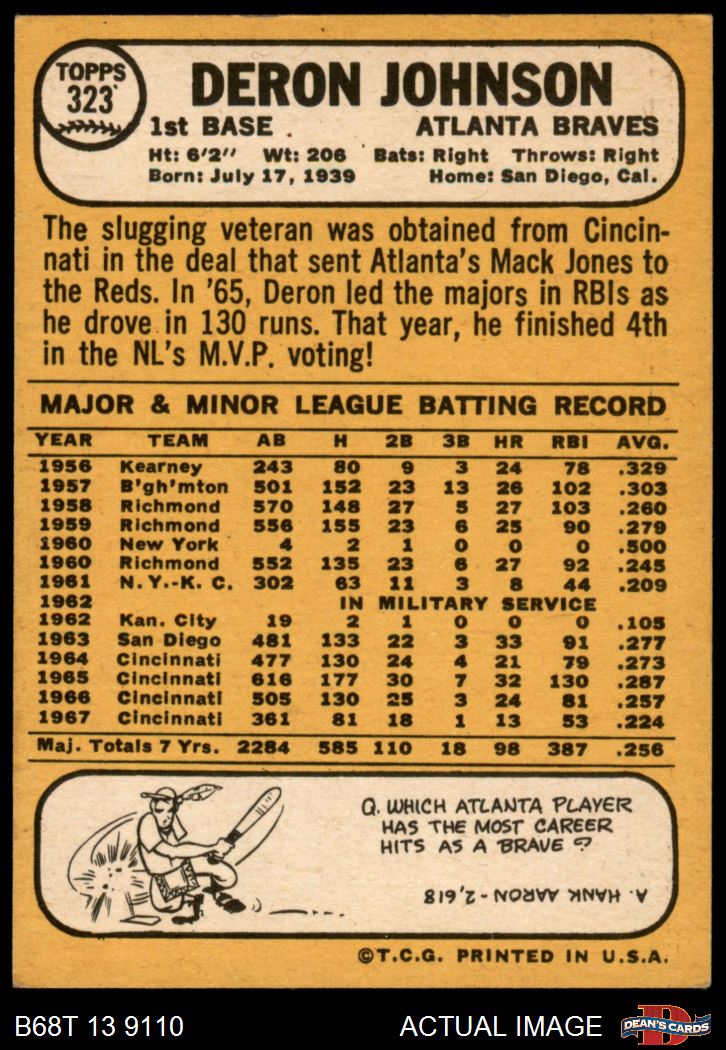 TOPPS
323
DERON JOHNSON
1st BASE ATLANTA BRAVES
Ht: 6'2" Wt: 206 Bats: Right Throws: Right
Born: July 17, 1939 Home: San Diego, Cal.
The slugging veteran was obtained from Cincin-
nati in the deal that sent Atlanta's Mack Jones to
the Reds. In '65, Deron led the majors in RBIs as
he drove in 130 runs. That year, he finished 4th
in the NL's M.V.P. voting!
MAJOR & MINOR LEAGUE BATTING RECORD
YEAR TEAM AB H 2B 3B HR RBI AVG.
1956 Kearney 243 80 9 3 24 78 .329
1957 B'gh'mton 501 152 23 13 26 102 .303
1958 Richmond 570 148 27 5 27 103 .260
1959 Richmond 556 155 23 6 25 90 .279
1960 New York 4 2 1 0 0 0 .500
1960 Richmond 552 135 23 6 27 92 .245
1961 N. Y.-K. C. 302 63 11 3 8 44 .209
1962 IN MILITARY SERVICE
1962 Kan. City 19 2 1 0 0 0 .105
1963 San Diego 481 133 22 3 33 91 .277
1964 Cincinnati 477 130 24 4 21 79 .273
1965 Cincinnati 616 177 30 7 32 130 .287
1966 Cincinnati 505 130 25 3 24 81 .257
1967 Cincinnati 361 81 18 1 13 53 .224
Maj. Totals 7 Yrs. 2284 585 110 18 98 387 .256
Q. WHICH ATLANTA PLAYER
HAS THE MOST CAREER
HITS AS A BRAVE?
A. HANK AARON-2,618
©T.C.G. PRINTED IN U.S.A.
B68T 13 9110 ACTUAL IMAGE
D
DEAN'S CARDS